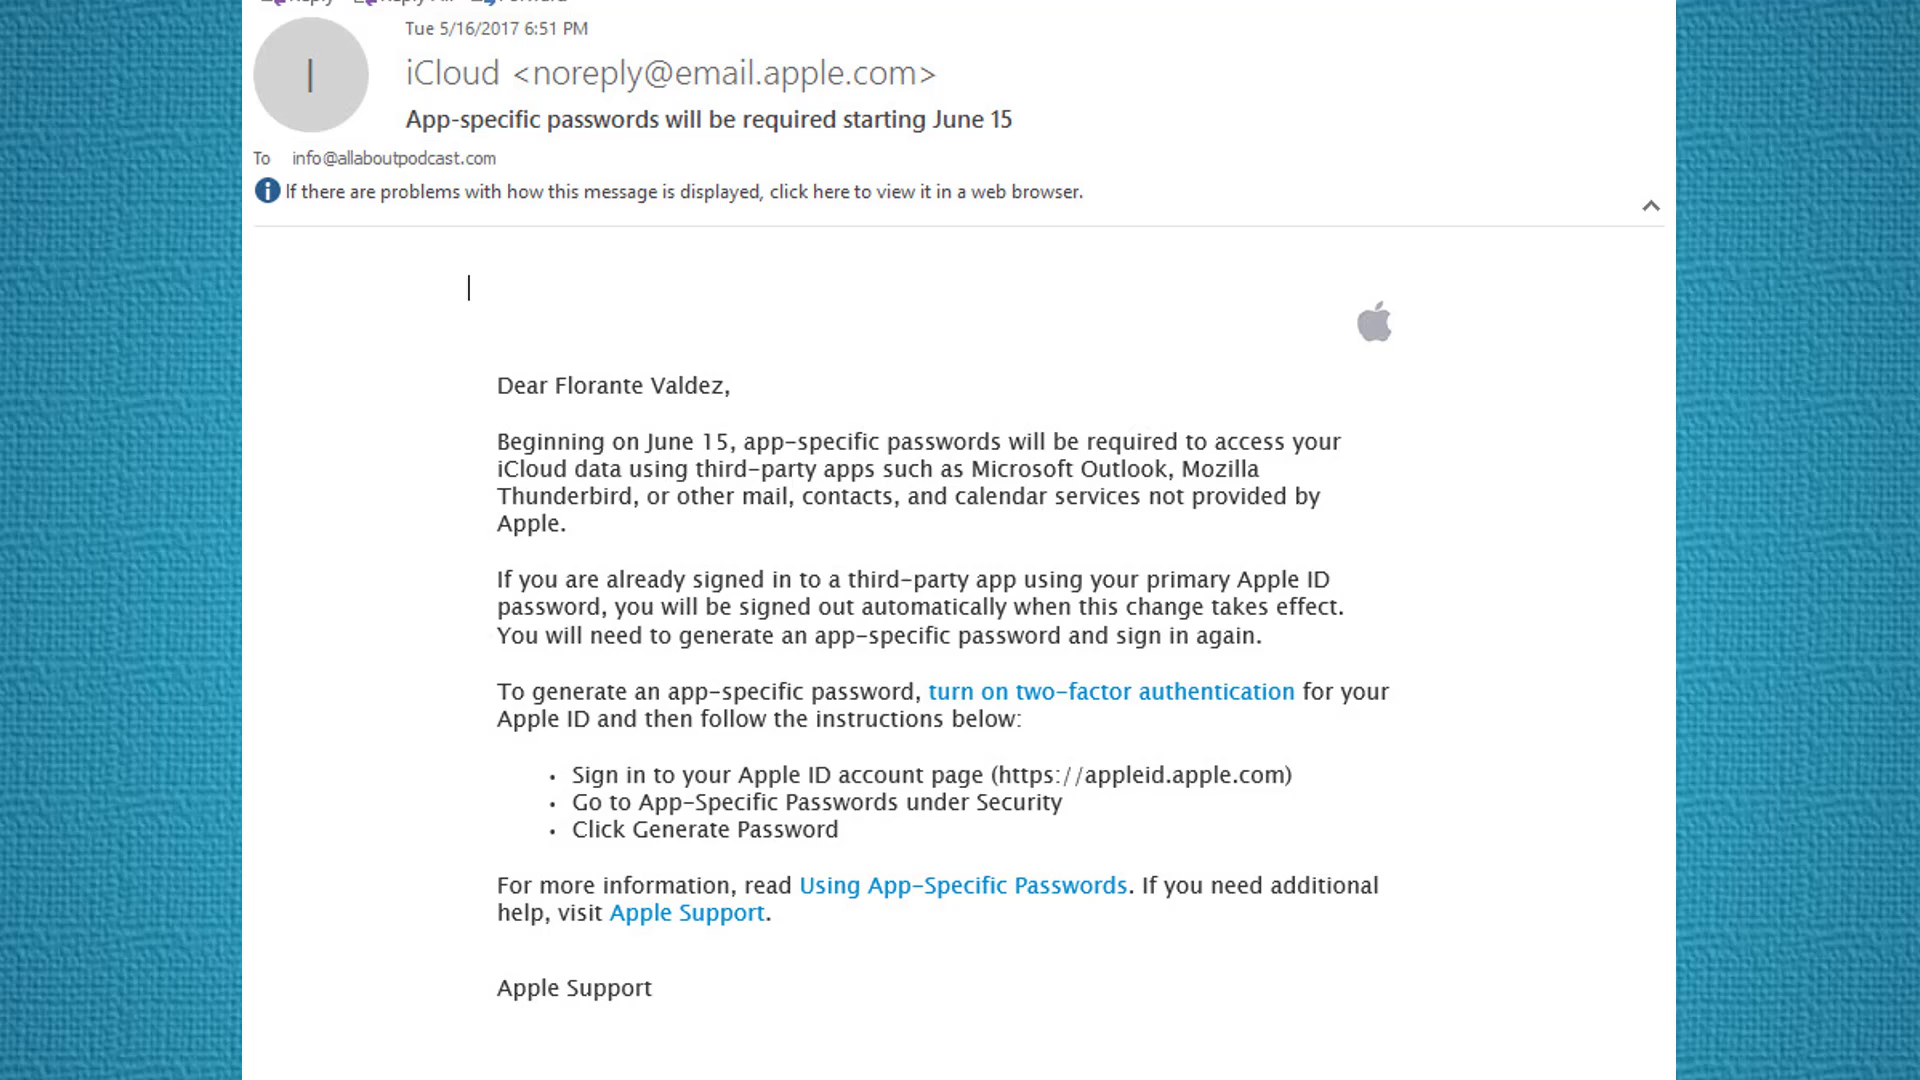 Reply Reply All Forward
Tue 5/16/2017 6:51 PM
iCloud <noreply@email.apple.com>
App-specific passwords will be required starting June 15
To info@allaboutpodcast.com
If there are problems with how this message is displayed, click here to view it in a web browser.
Dear Florante Valdez,
Beginning on June 15, app-specific passwords will be required to access your
iCloud data using third-party apps such as Microsoft Outlook, Mozilla
Thunderbird, or other mail, contacts, and calendar services not provided by
Apple.
If you are already signed in to a third-party app using your primary Apple ID
password, you will be signed out automatically when this change takes effect.
You will need to generate an app-specific password and sign in again.
To generate an app-specific password, turn on two-factor authentication for your
Apple ID and then follow the instructions below:
• Sign in to your Apple ID account page (https://appleid.apple.com)
• Go to App-Specific Passwords under Security
• Click Generate Password
For more information, read Using App-Specific Passwords. If you need additional
help, visit Apple Support.
Apple Support